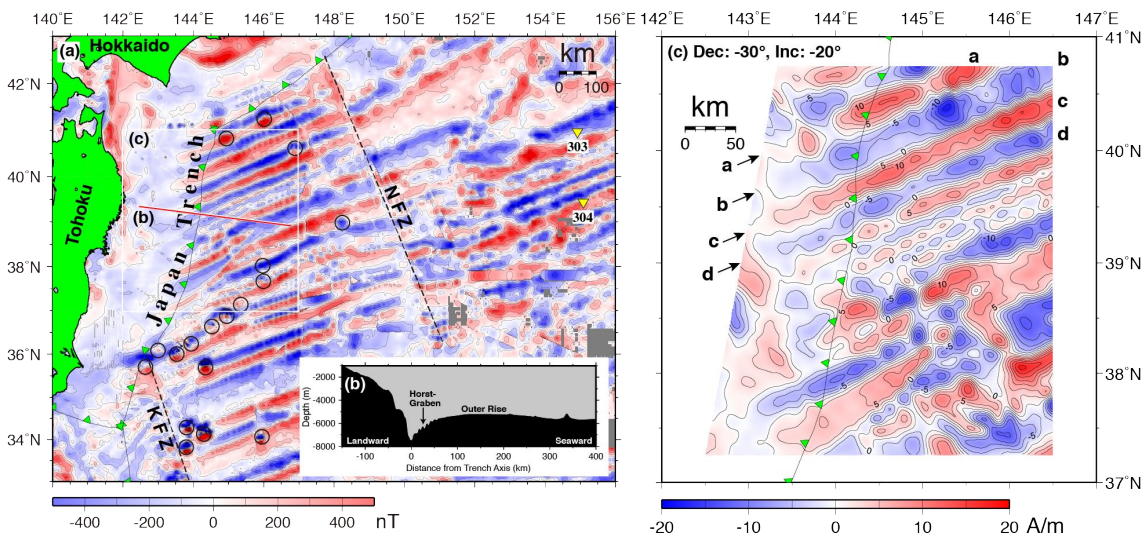 140°E 142°E 144°E 146°E 148°E 150°E 152°E 154°E 156°E
42°N
40°N
38°N
36°N
34°N
(a)
Hokkaido
km
0 100
(c)
303
Japan Trench
(b)
Tohoku
NFZ
304
KFZ
(b)
Depth (m)
-2000
-4000
-6000
-8000
Horst-
Graben
Outer Rise
Landward
Seaward
-100 0 100 200 300 400
Distance from Trench Axis (km)
-400 -200 0 200 400 nT
142°E 143°E 144°E 145°E 146°E 147°E
41°N
40°N
39°N
38°N
37°N
(c) Dec: -30°, Inc: -20°
a
b
c
d
km
0 50
a
b
c
d
-20 -10 0 10 20 A/m